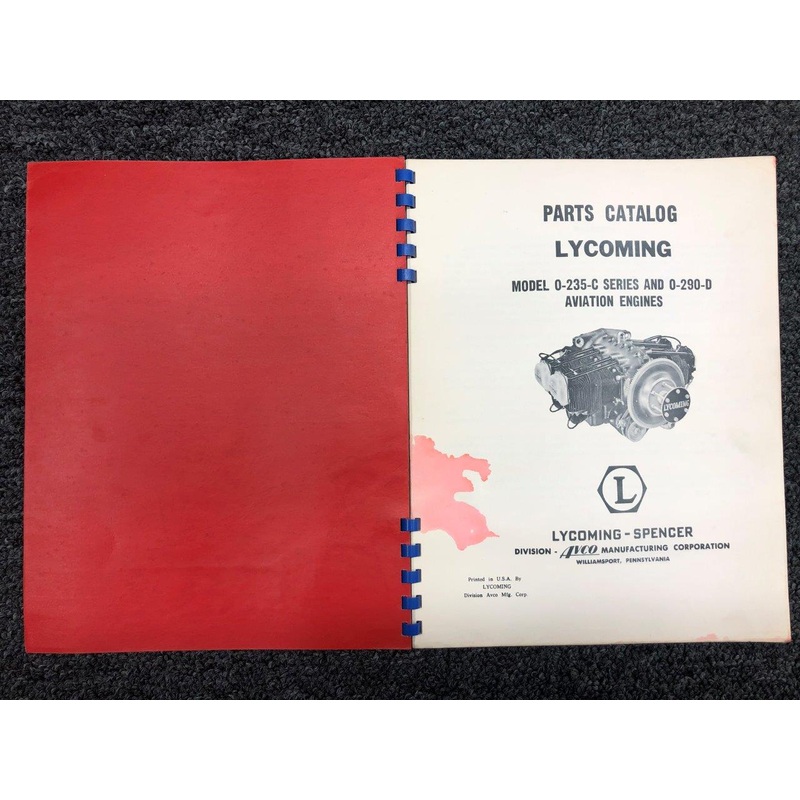 PARTS CATALOG
LYCOMING
MODEL O-235-C SERIES AND O-290-D
AVIATION ENGINES
LYCOMING
L
LYCOMING - SPENCER
DIVISION - AVCO MANUFACTURING CORPORATION
WILLIAMSPORT, PENNSYLVANIA
Printed in U.S.A. By
LYCOMING
Division Avco Mfg. Corp.